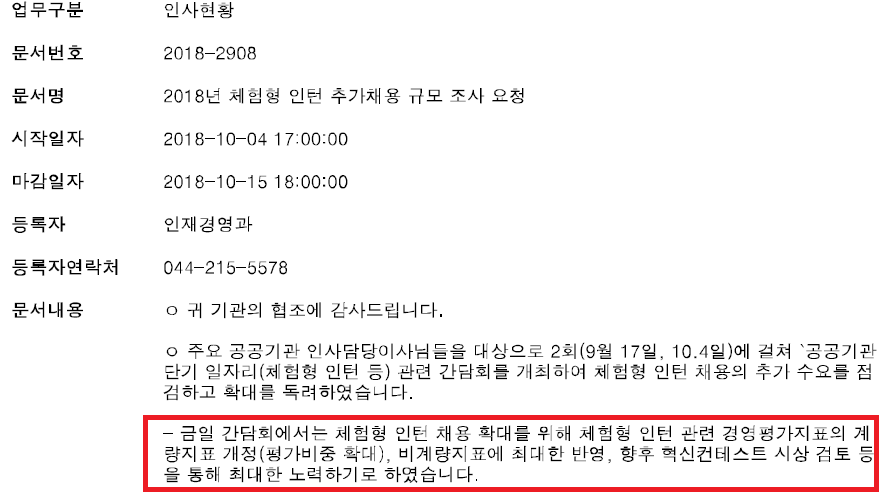 업무구분 인사현황
문서번호 2018-2908
문서명 2018년 체험형 인턴 추가채용 규모 조사 요청
시작일자 2018-10-04 17:00:00
마감일자 2018-10-15 18:00:00
등록자 인재경영과
등록자연락처 044-215-5578
문서내용 ㅇ 귀 기관의 협조에 감사드립니다.
ㅇ 주요 공공기관 인사담당이사님들을 대상으로 2회(9월 17일, 10.4일)에 걸쳐 `공공기관
단기 일자리(체험형 인턴 등) 관련 간담회를 개최하여 체험형 인턴 채용의 추가 수요를 점
검하고 확대를 독려하였습니다.
- 금일 간담회에서는 체험형 인턴 채용 확대를 위해 체험형 인턴 관련 경영평가지표의 계
량지표 개정(평가비중 확대), 비계량지표에 최대한 반영, 향후 혁신컨테스트 시상 검토 등
을 통해 최대한 노력하기로 하였습니다.